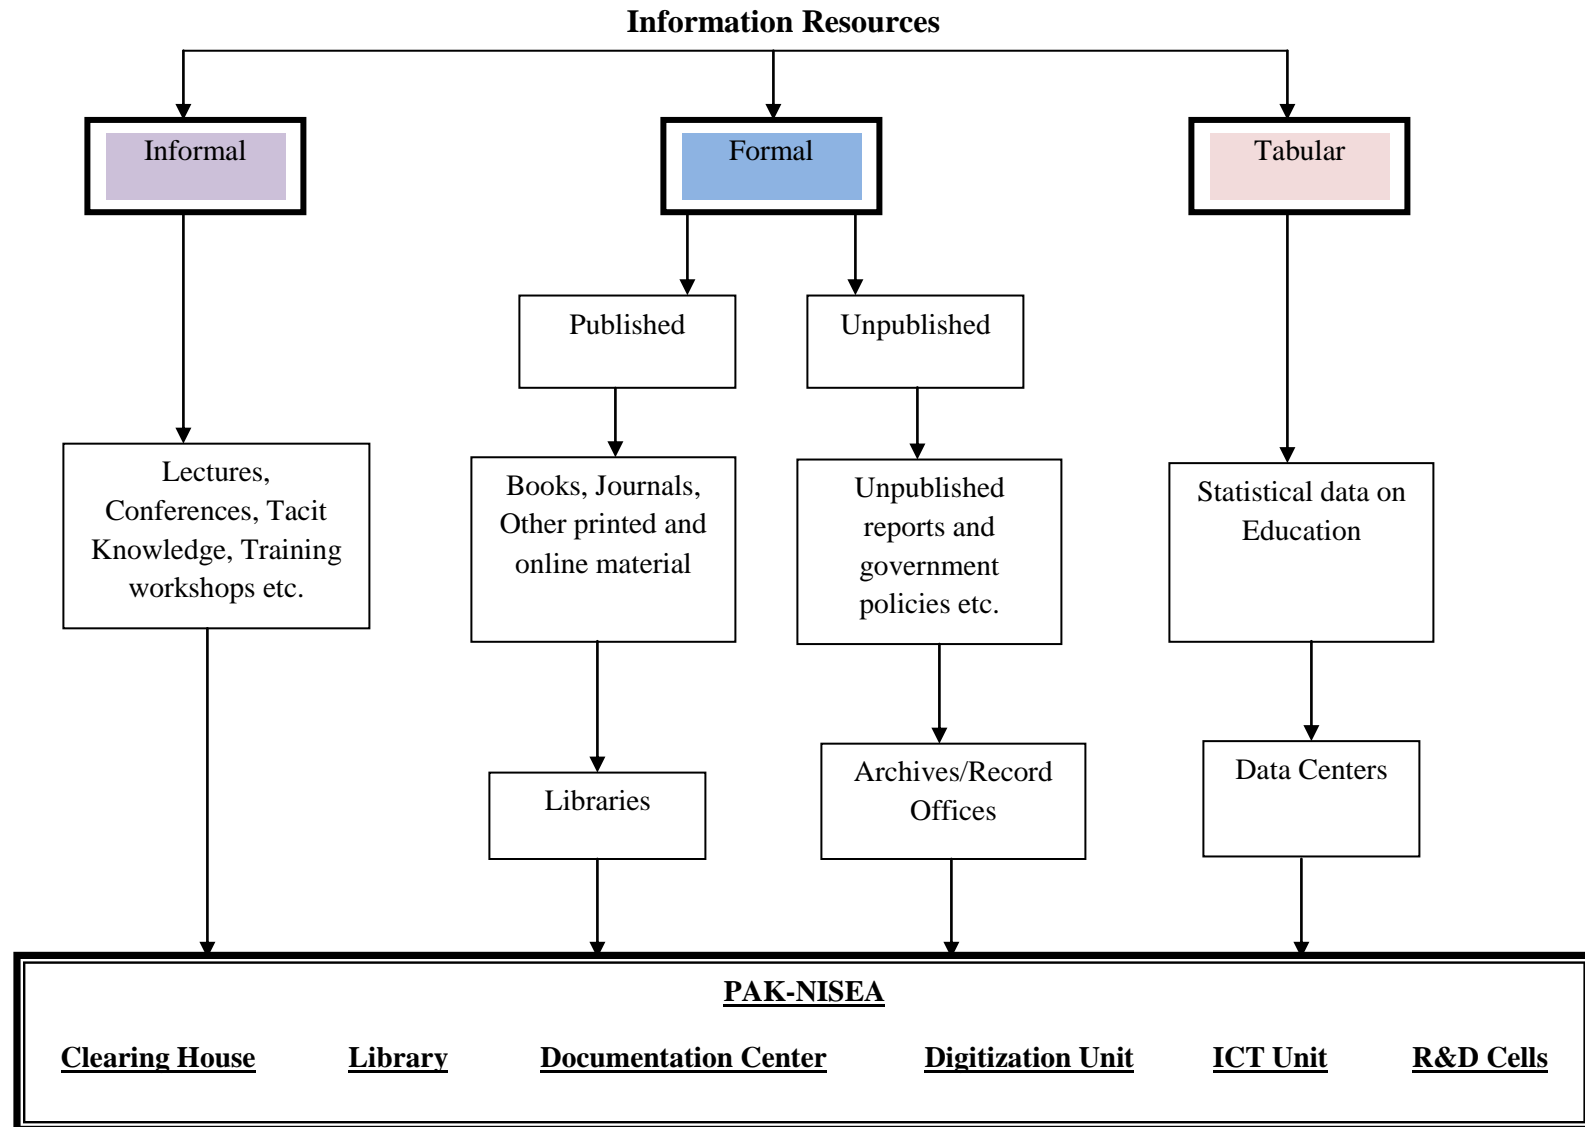 Information Resources
Informal
Formal
Tabular
Published
Unpublished
Lectures,
Conferences, Tacit
Knowledge, Training
workshops etc.
Books, Journals,
Other printed and
online material
Unpublished
reports and
government
policies etc.
Statistical data on
Education
Libraries
Archives/Record
Offices
Data Centers
PAK-NISEA
Clearing House Library Documentation Center Digitization Unit ICT Unit R&D Cells